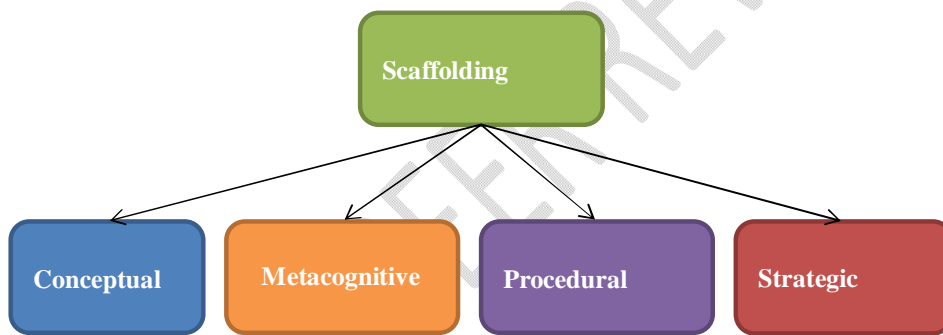 Scaffolding
Conceptual
Metacognitive
Procedural
Strategic